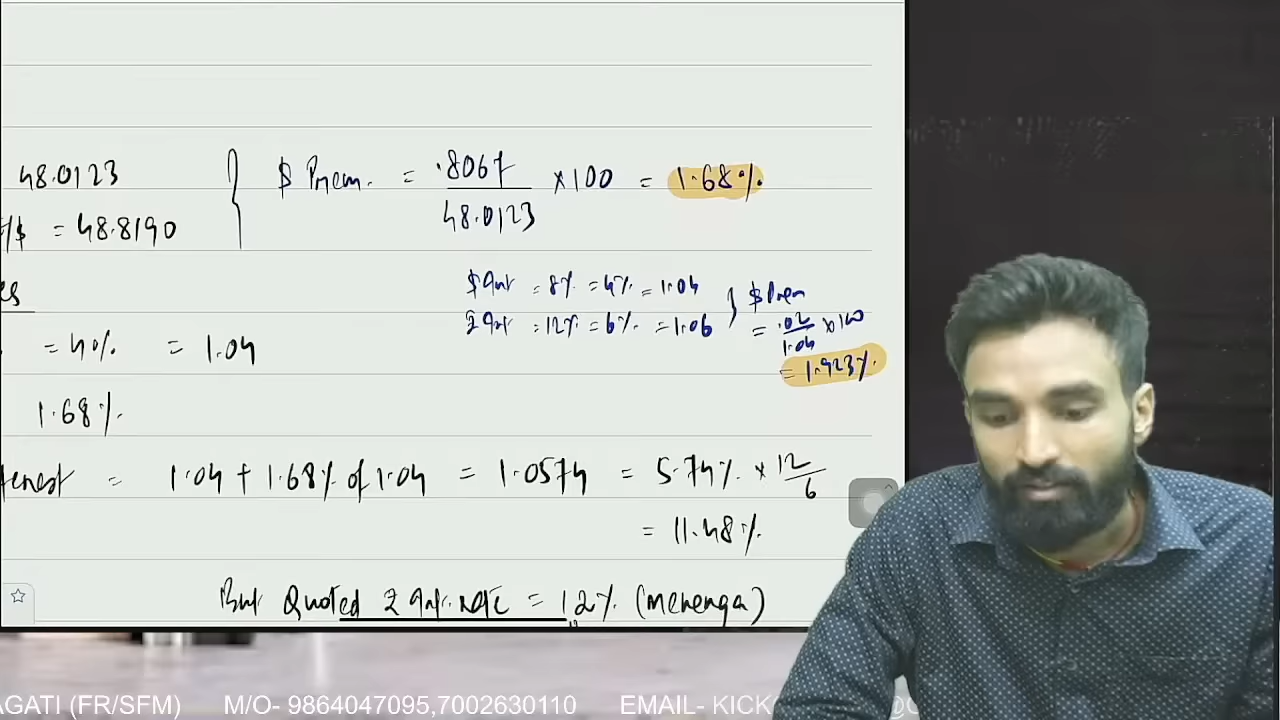 48.0123
₹/$ = 48.8190
$ Prem. = .8067 / 48.0123 ×100 = 1.68%
$ Int = 8% = 4% = 1.04
₹ Int = 12% = 6% = 1.06
$ Prem
= .02 / 1.04 ×100
= 1.923%.
= 4% = 1.04
1.68%
= 1.04 + 1.68% of 1.04 = 1.0574 = 5.74% × 12/6
= 11.48%
But Quoted ₹ Int. rate = 12% (menenga)
AGATI (FR/SFM) M/O- 9864047095,7002630110 EMAIL- KICK